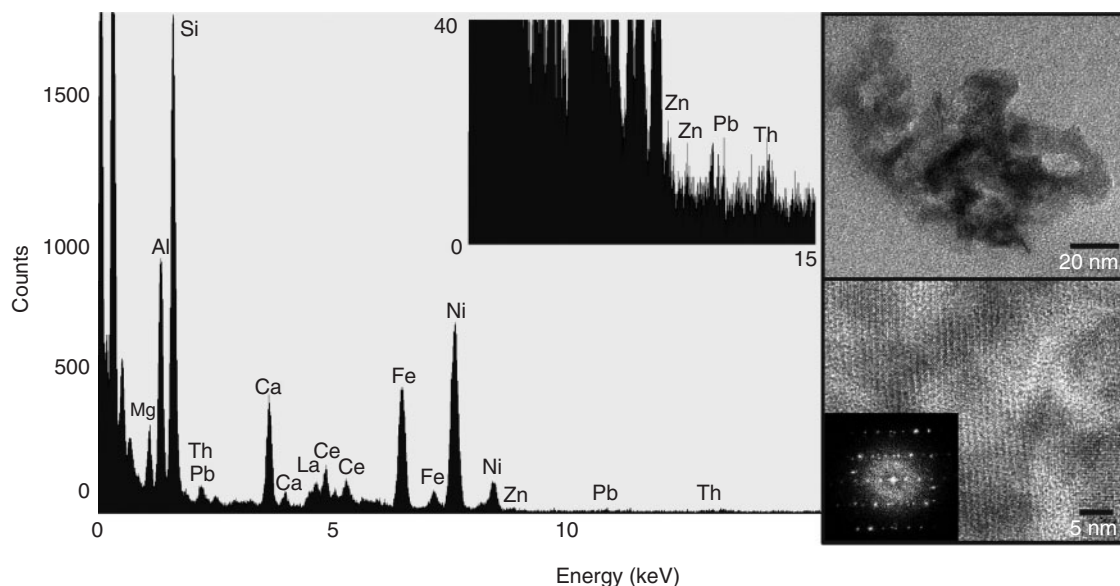 Si
1500
1000
500
0
Counts
Al
Mg
Th
Pb
Ca
Ca
La
Ce
Ce
Fe
Fe
Ni
Ni
Zn
Pb
Th
0
5
10
Energy (keV)
40
0
15
Zn
Zn
Pb
Th
20 nm
5 nm